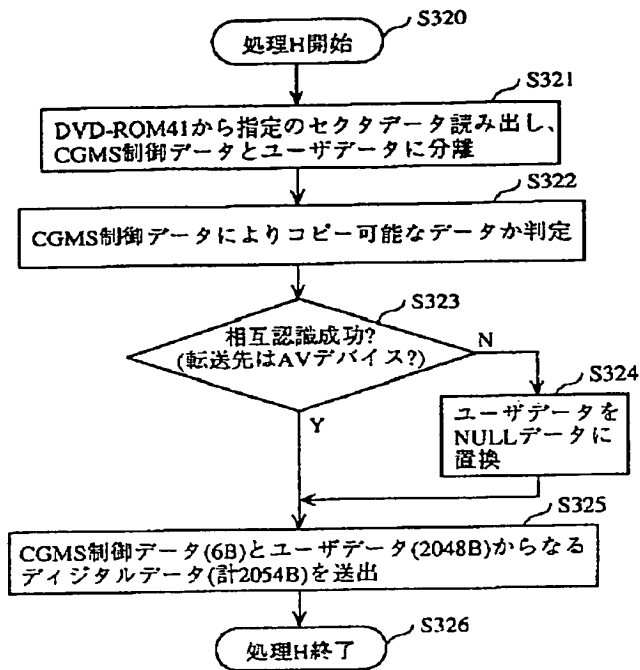 S320
処理H開始
S321
DVD-ROM41から指定のセクタデータ読み出し、
CGMS制御データとユーザデータに分離
S322
CGMS制御データによりコピー可能なデータか判定
S323
相互認識成功?
(転送先はAVデバイス?)
N
S324
ユーザデータを
NULLデータに
置換
Y
S325
CGMS制御データ(6B)とユーザデータ(2048B)からなる
ディジタルデータ(計2054B)を送出
S326
処理H終了